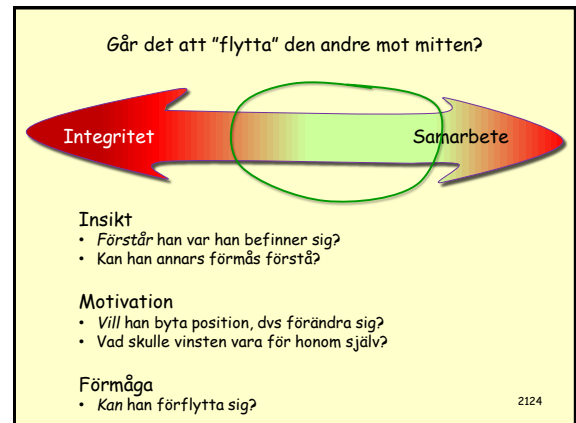 Går det att ”flytta” den andre mot mitten?
Integritet
Samarbete
Insikt
• Förstår han var han befinner sig?
• Kan han annars förmås förstå?
Motivation
• Vill han byta position, dvs förändra sig?
• Vad skulle vinsten vara för honom själv?
Förmåga
• Kan han förflytta sig?
2124